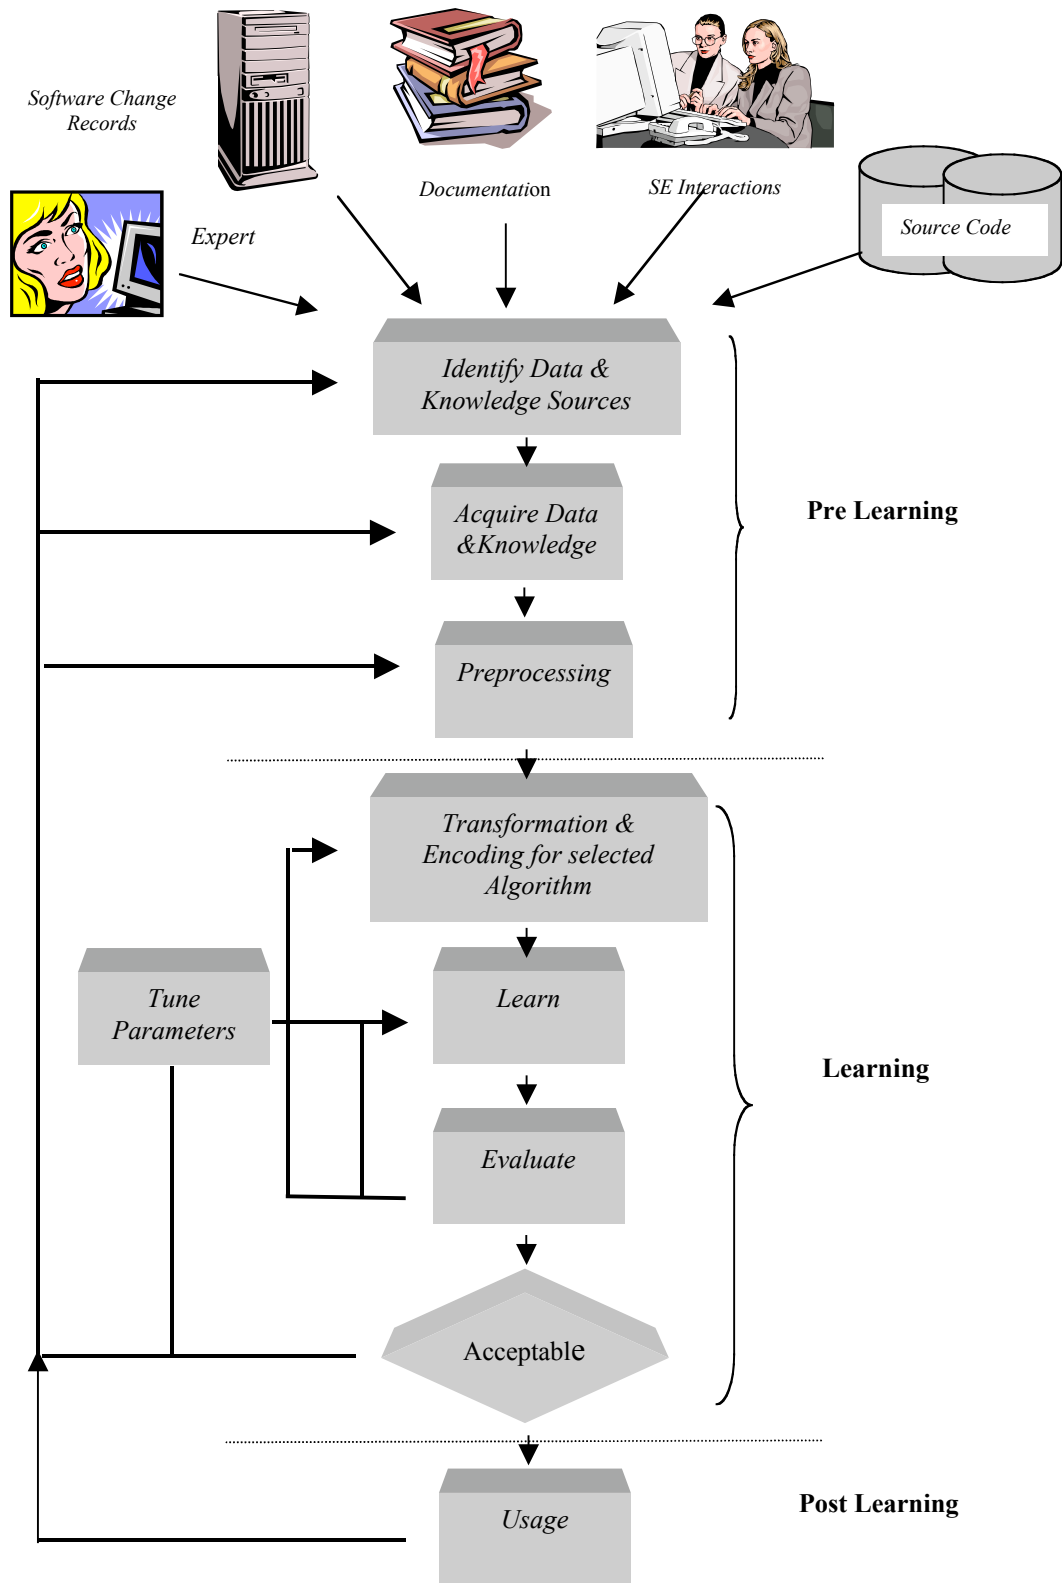 Software Change
Records
Documentation
SE Interactions
Source Code
Expert
Identify Data &
Knowledge Sources
Acquire Data
&Knowledge
Pre Learning
Preprocessing
Transformation &
Encoding for selected
Algorithm
Tune
Parameters
Learn
Learning
Evaluate
Acceptable
Post Learning
Usage